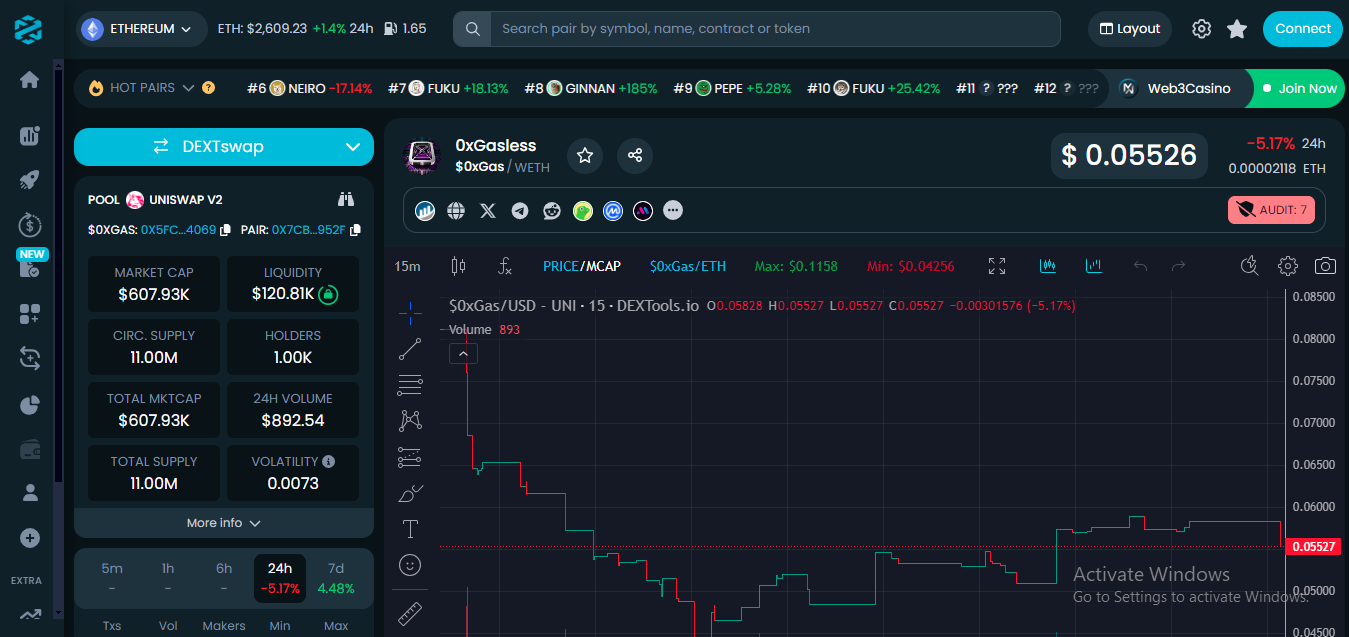 ETHEREUM ETH: $2,609.23 +1.4% 24h 1.65 Search pair by symbol, name, contract or token Layout Connect
HOT PAIRS ? #6 NEIRO -17.14% #7 FUKU +18.13% #8 GINNAN +185% #9 PEPE +5.28% #10 FUKU +25.42% #11 ? ??? #12 ? ??? Web3Casino Join Now
DEXTswap
POOL UNISWAP V2
$0XGAS: 0X5FC...4069 PAIR: 0X7CB...952F
MARKET CAP LIQUIDITY
$607.93K $120.81K
CIRC. SUPPLY HOLDERS
11.00M 1.00K
TOTAL MKTCAP 24H VOLUME
$607.93K $892.54
TOTAL SUPPLY VOLATILITY
11.00M 0.0073
More info
5m 1h 6h 24h 7d
- - - -5.17% 4.48%
Txs Vol Makers Min Max
NEW
EXTRA
0xGasless
$0xGas / WETH
$ 0.05526
-5.17% 24h
0.00002118 ETH
AUDIT: 7
15m PRICE/MCAP $0xGas/ETH Max: $0.1158 Min: $0.04256
$0xGas/USD - UNI · 15 · DEXTools.io O0.05828 H0.05527 L0.05527 C0.05527 -0.00301576 (-5.17%)
Volume 893
0.08500
0.08000
0.07500
0.07000
0.06500
0.06000
0.05527
0.05000
0.04500
Activate Windows
Go to Settings to activate Windows.